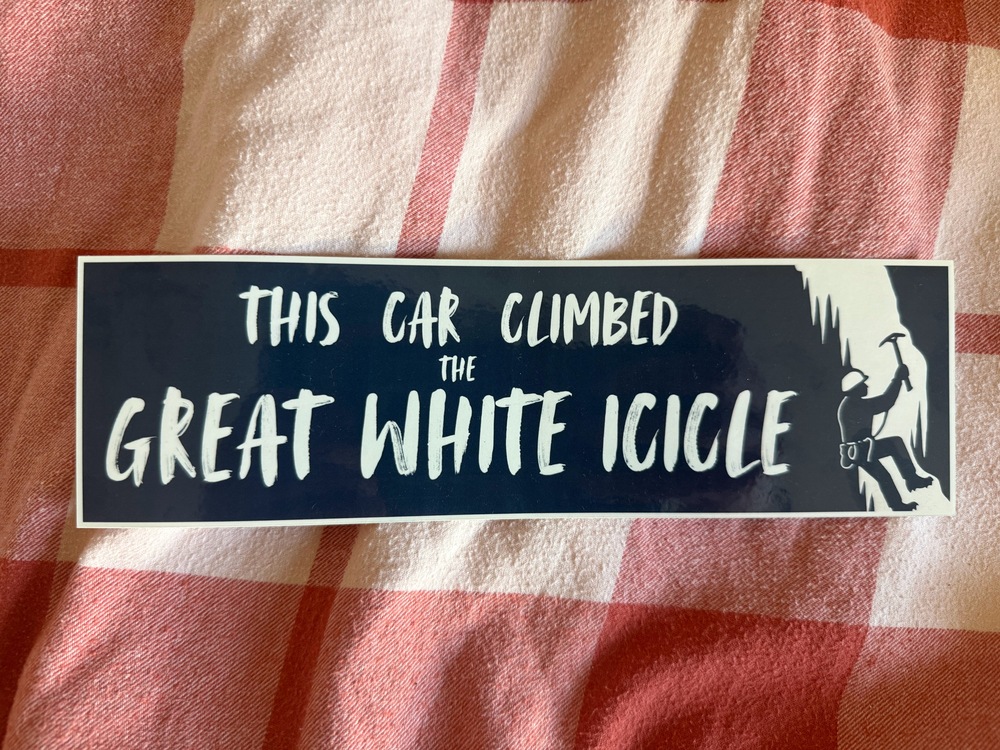 THIS CAR CLIMBED
THE
GREAT WHITE ICICLE